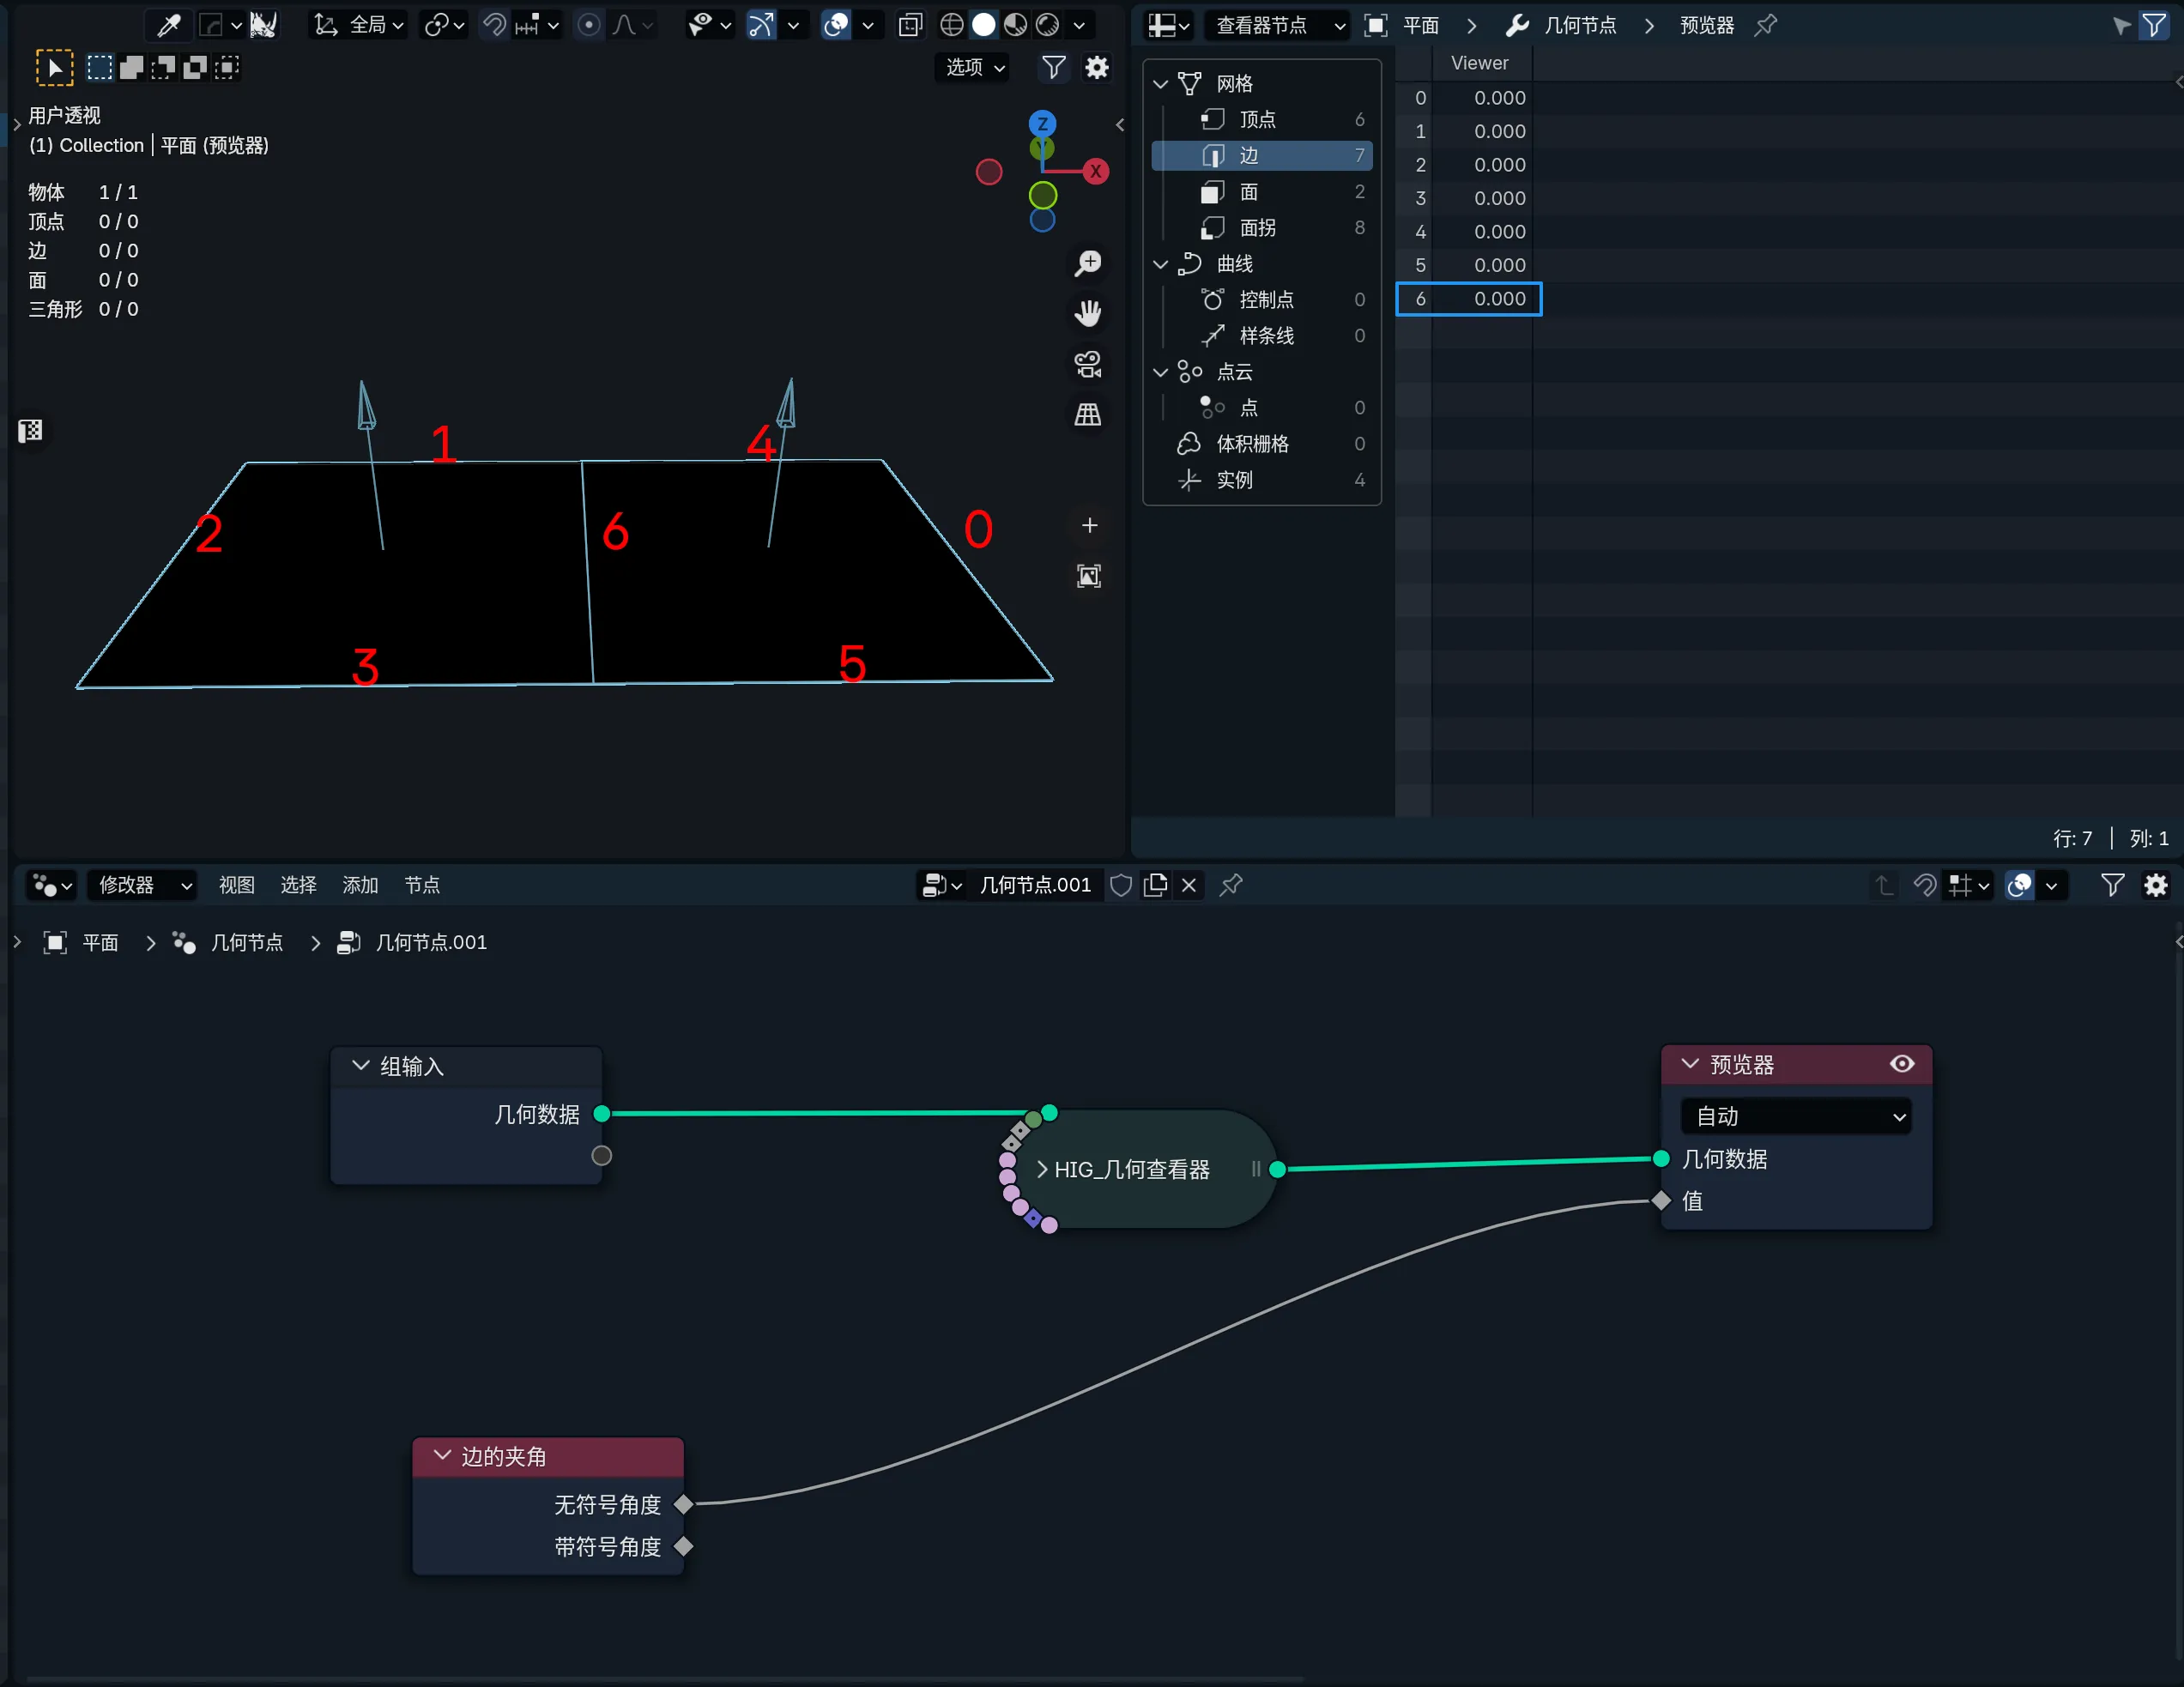 全局
选项
用户透视
(1) Collection | 平面 (预览器)
物体 1 / 1
顶点 0 / 0
边 0 / 0
面 0 / 0
三角形 0 / 0
Z
Y
X
1
4
2
6
0
3
5
查看器节点
平面
几何节点
预览器
网格
顶点 6
边 7
面 2
面拐 8
曲线
控制点 0
样条线 0
点云
点 0
体积栅格 0
实例 4
Viewer
0 0.000
1 0.000
2 0.000
3 0.000
4 0.000
5 0.000
6 0.000
行: 7 | 列: 1
修改器
视图
选择
添加
节点
几何节点.001
平面
几何节点
几何节点.001
组输入
几何数据
HIG_几何查看器
预览器
自动
几何数据
值
边的夹角
无符号角度
带符号角度